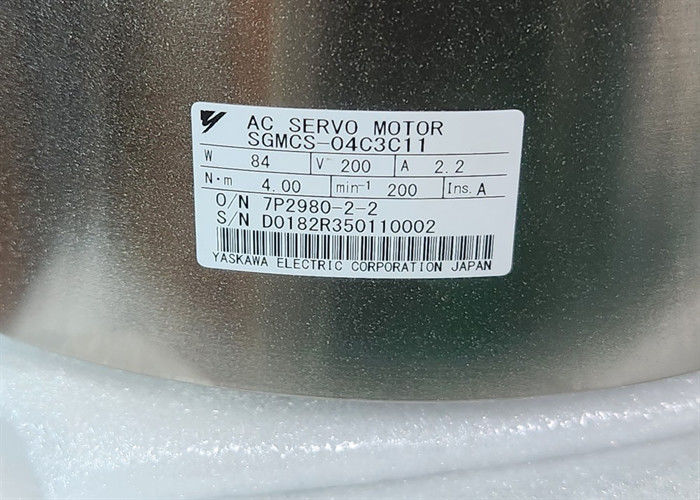 AC SERVO MOTOR
SGMCS-04C3C11
W 84 V 200 A 2.2
N·m 4.00 min⁻¹ 200 Ins. A
O/N 7P2980-2-2
S/N D0182R350110002
YASKAWA ELECTRIC CORPORATION JAPAN